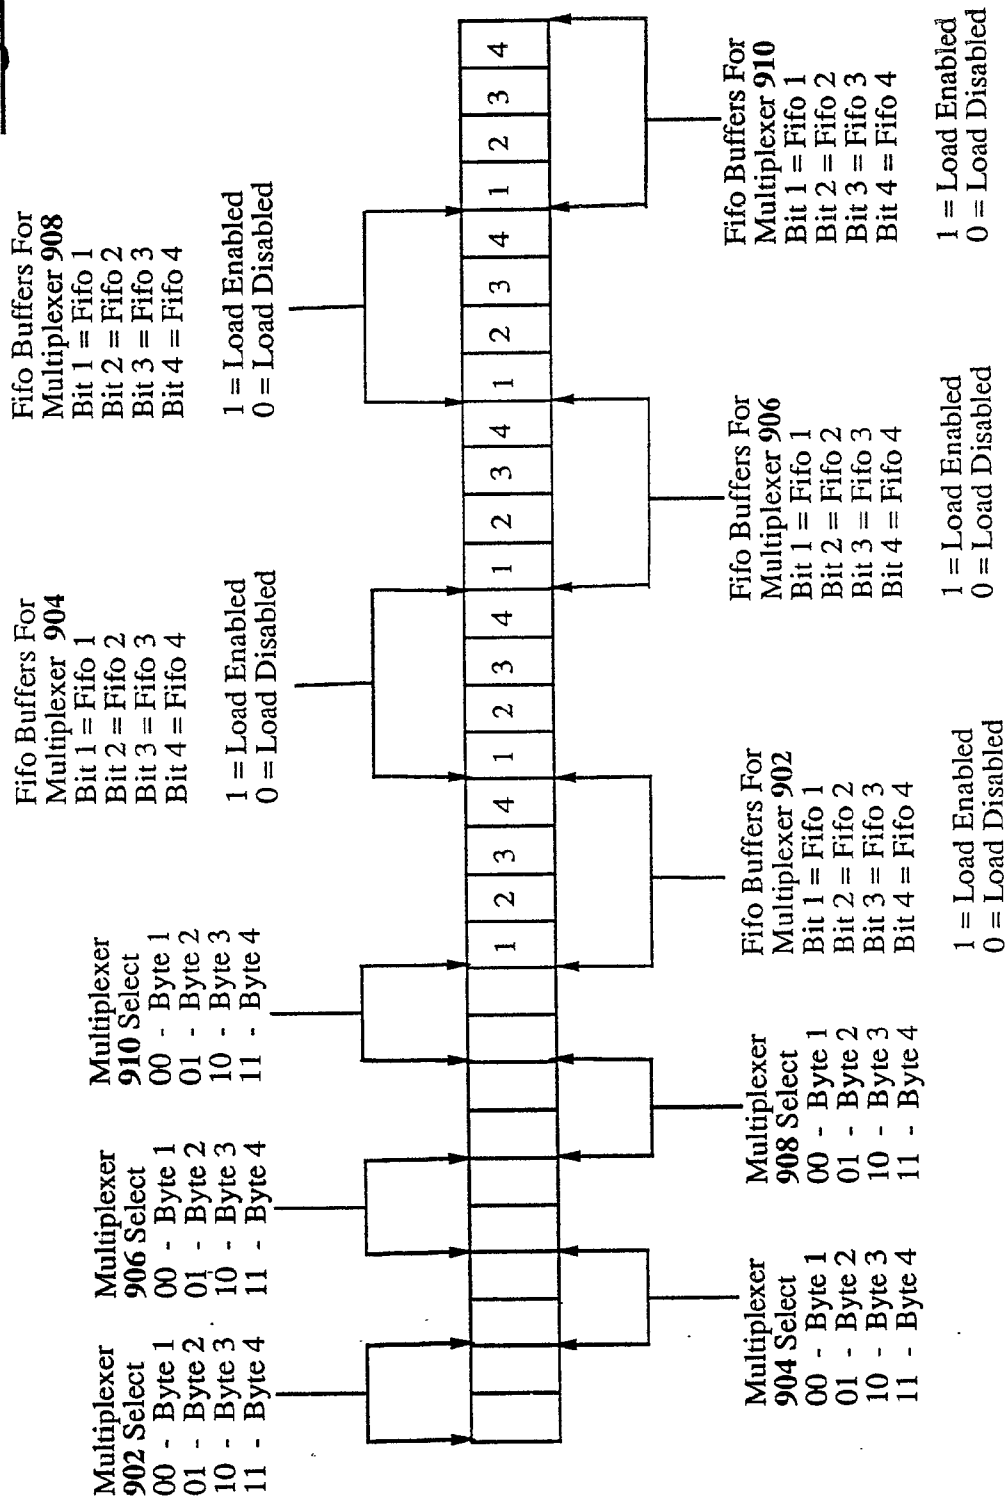 Multiplexer
902 Select
00 - Byte 1
01 - Byte 2
10 - Byte 3
11 - Byte 4
Multiplexer
906 Select
00 - Byte 1
01 - Byte 2
10 - Byte 3
11 - Byte 4
Multiplexer
910 Select
00 - Byte 1
01 - Byte 2
10 - Byte 3
11 - Byte 4
Fifo Buffers For
Multiplexer 904
Bit 1 = Fifo 1
Bit 2 = Fifo 2
Bit 3 = Fifo 3
Bit 4 = Fifo 4
1 = Load Enabled
0 = Load Disabled
Fifo Buffers For
Multiplexer 908
Bit 1 = Fifo 1
Bit 2 = Fifo 2
Bit 3 = Fifo 3
Bit 4 = Fifo 4
1 = Load Enabled
0 = Load Disabled
1 2 3 4 1 2 3 4 1 2 3 4 1 2 3 4 1 2 3 4
Multiplexer
904 Select
00 - Byte 1
01 - Byte 2
10 - Byte 3
11 - Byte 4
Multiplexer
908 Select
00 - Byte 1
01 - Byte 2
10 - Byte 3
11 - Byte 4
Fifo Buffers For
Multiplexer 902
Bit 1 = Fifo 1
Bit 2 = Fifo 2
Bit 3 = Fifo 3
Bit 4 = Fifo 4
1 = Load Enabled
0 = Load Disabled
Fifo Buffers For
Multiplexer 906
Bit 1 = Fifo 1
Bit 2 = Fifo 2
Bit 3 = Fifo 3
Bit 4 = Fifo 4
1 = Load Enabled
0 = Load Disabled
Fifo Buffers For
Multiplexer 910
Bit 1 = Fifo 1
Bit 2 = Fifo 2
Bit 3 = Fifo 3
Bit 4 = Fifo 4
1 = Load Enabled
0 = Load Disabled